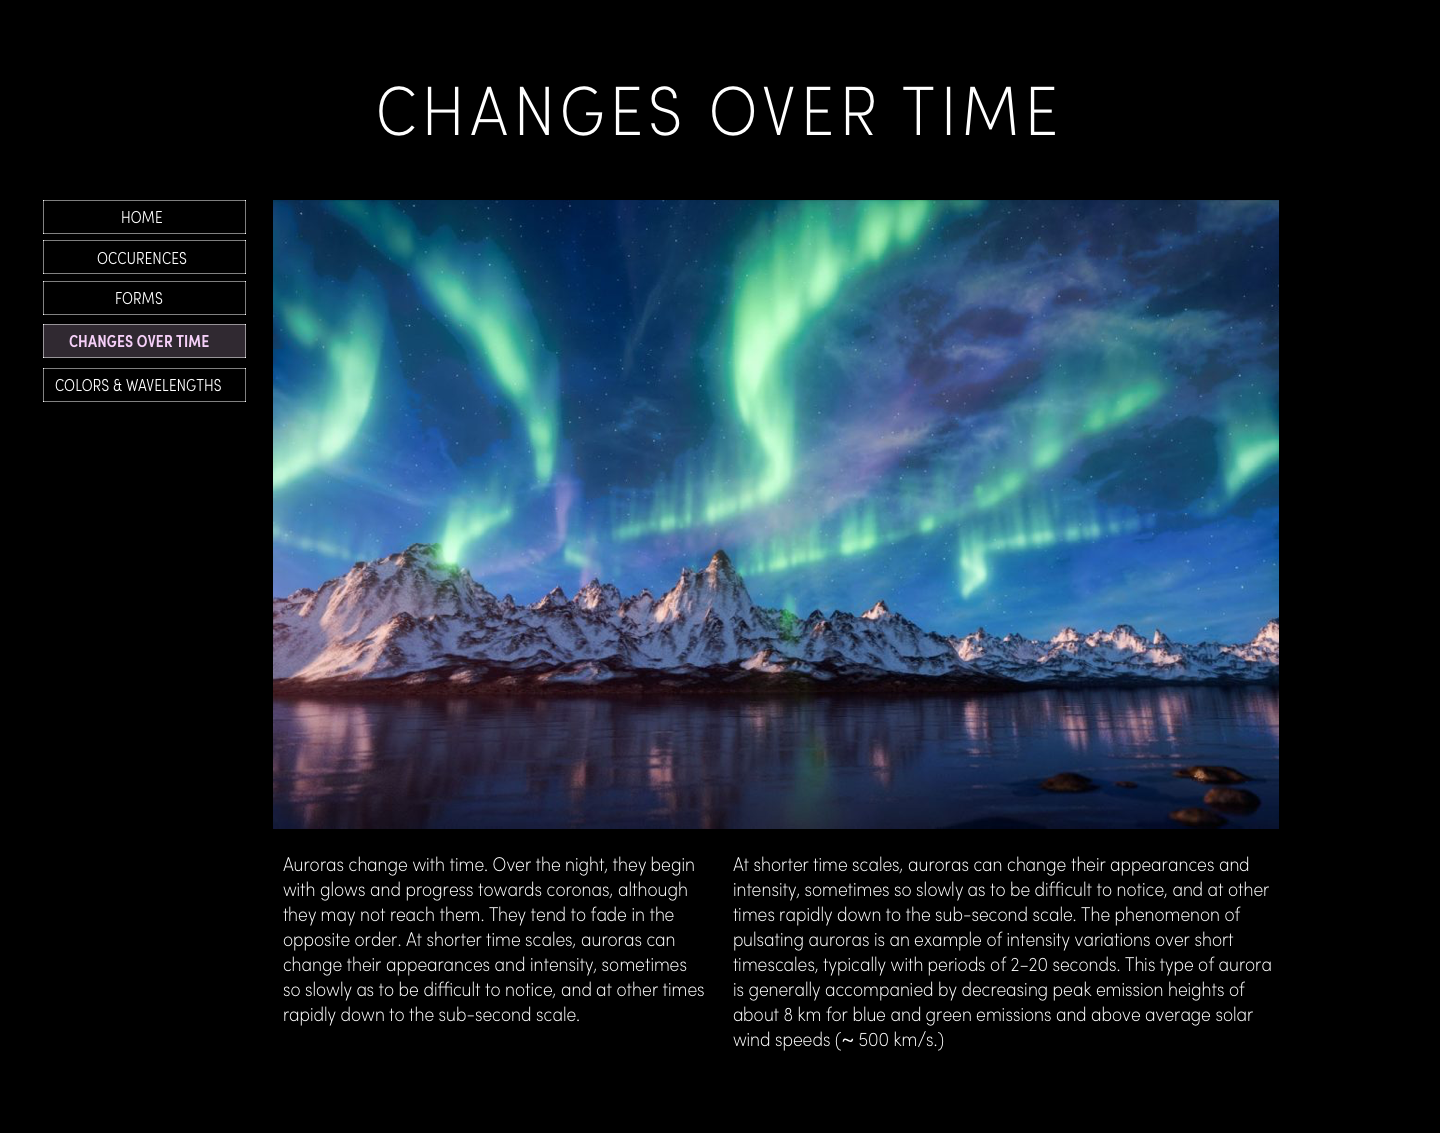 CHANGES OVER TIME
HOME
OCCURENCES
FORMS
CHANGES OVER TIME
COLORS & WAVELENGTHS
Auroras change with time. Over the night, they begin
with glows and progress towards coronas, although
they may not reach them. They tend to fade in the
opposite order. At shorter time scales, auroras can
change their appearances and intensity, sometimes
so slowly as to be difficult to notice, and at other times
rapidly down to the sub-second scale.
At shorter time scales, auroras can change their appearances and
intensity, sometimes so slowly as to be difficult to notice, and at other
times rapidly down to the sub-second scale. The phenomenon of
pulsating auroras is an example of intensity variations over short
timescales, typically with periods of 2–20 seconds. This type of aurora
is generally accompanied by decreasing peak emission heights of
about 8 km for blue and green emissions and above average solar
wind speeds (~ 500 km/s.)